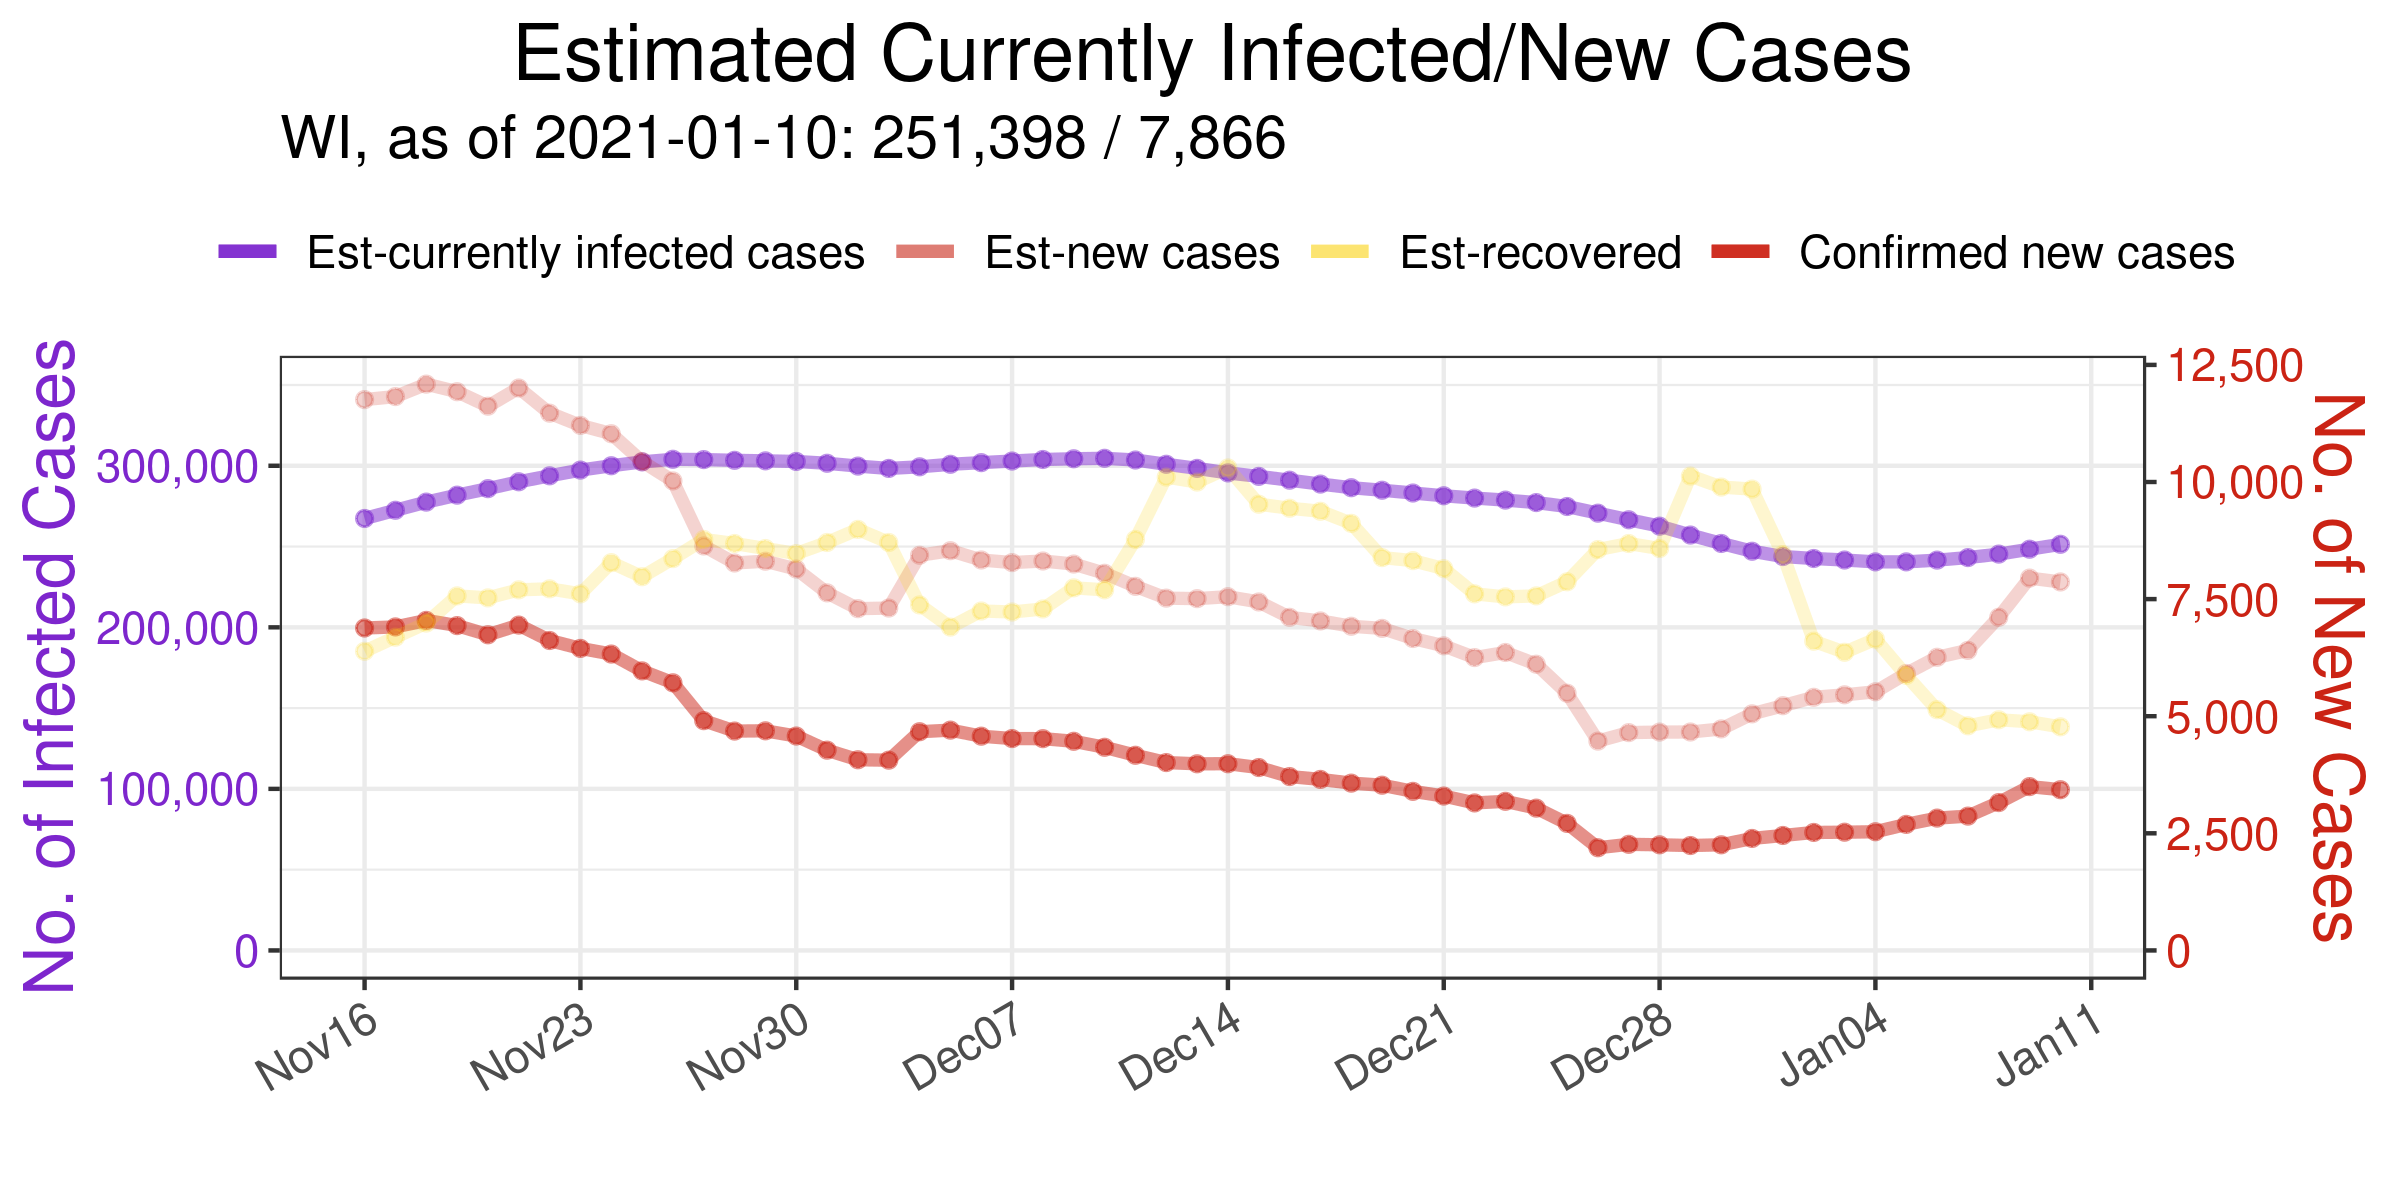 Estimated Currently Infected/New Cases
WI, as of 2021-01-10: 251,398 / 7,866
Est-currently infected cases Est-new cases Est-recovered Confirmed new cases
No. of Infected Cases
300,000
200,000
100,000
0
12,500
10,000
7,500
5,000
2,500
0
No. of New Cases
Nov16 Nov23 Nov30 Dec07 Dec14 Dec21 Dec28 Jan04 Jan11